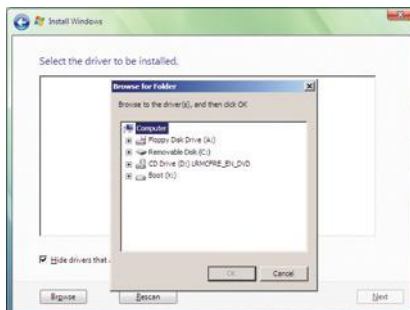 Install Windows
Select the driver to be installed.
Browse for Folder
Browse to the driver(s), and then click OK
Computer
Floppy Disk Drive (A:)
Removable Disk (C:)
CD Drive (D:) LRMCFRE_EN_DVD
Boot (X:)
Hide drivers that
OK
Cancel
Browse
Rescan
Next